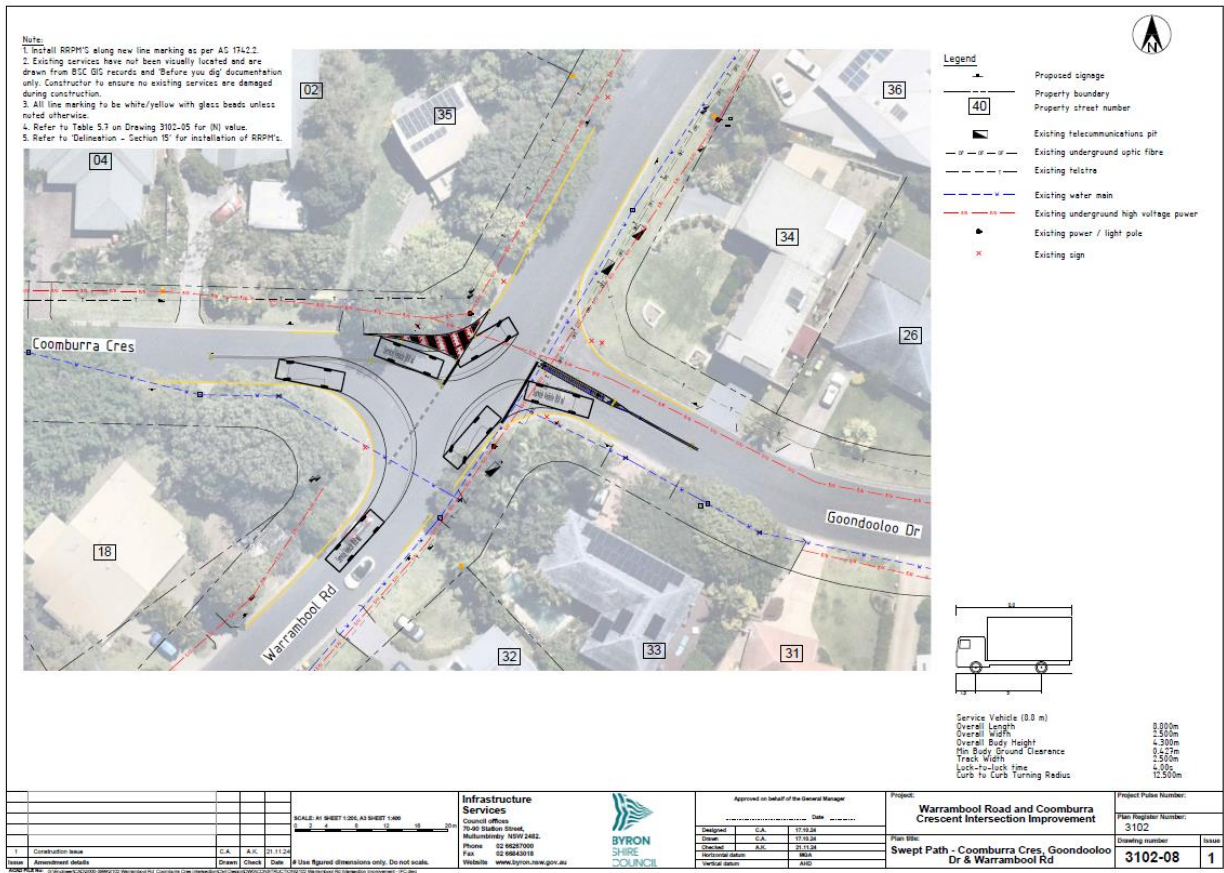 Note:
1. Install RRPM'S along new line marking as per AS 1742.2.
2. Existing services have not been visually located and are
drawn from BSC GIS records and 'Before you dig' documentation
only. Constructor to ensure no existing services are damaged
during construction.
3. All line marking to be white/yellow with glass beads unless
noted otherwise.
4. Refer to Table 5.7 on Drawing 3102-05 for (N) value.
5. Refer to 'Delineation - Section 15' for installation of RRPM's.
N
Legend
Proposed signage
Property boundary
40 Property street number
Existing telecommunications pit
Existing underground optic fibre
Existing telstra
Existing water main
Existing underground high voltage power
Existing power / light pole
Existing sign
02
35
36
04
34
26
Coomburra Cres
Goondooloo Dr
18
Warrambool Rd
32
33
31
Service Vehicle (8.8 m)
Overall Length 8.800m
Overall Width 2.500m
Overall Body Height 4.300m
Min Body Ground Clearance 0.427m
Track Width 2.500m
Lock-to-lock time 4.00s
Curb to Curb Turning Radius 12.500m
SCALE: A1 SHEET 1:200, A3 SHEET 1:400
1 Construction issue C.A. A.K. 21.11.24
Issue Amendment details Drawn Check Date
# Use figured dimensions only. Do not scale.
Infrastructure
Services
Council offices
70-90 Station Street,
Mullumbimby NSW 2482.
Phone 02 66267000
Fax 02 66843018
Website www.byron.nsw.gov.au
BYRON
SHIRE
COUNCIL
Approved on behalf of the General Manager
Date
Designed C.A. 17.10.24
Drawn C.A. 17.10.24
Checked A.K. 21.11.24
Horizontal datum MGA
Vertical datum AHD
Project:
Warrambool Road and Coomburra
Crescent Intersection Improvement
Plan title:
Swept Path - Coomburra Cres, Goondooloo
Dr & Warrambool Rd
Project Pulse Number:
Plan Register Number:
3102
Drawing number Issue
3102-08 1